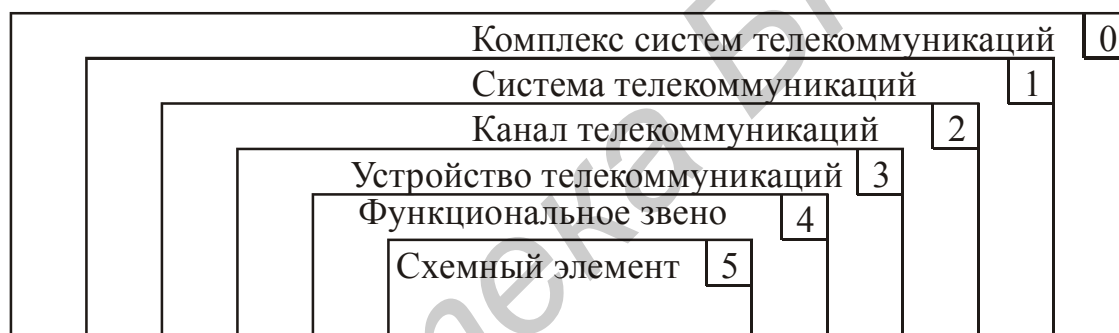 Комплекс систем телекоммуникаций 0
Система телекоммуникаций 1
Канал телекоммуникаций 2
Устройство телекоммуникаций 3
Функциональное звено 4
Схемный элемент 5